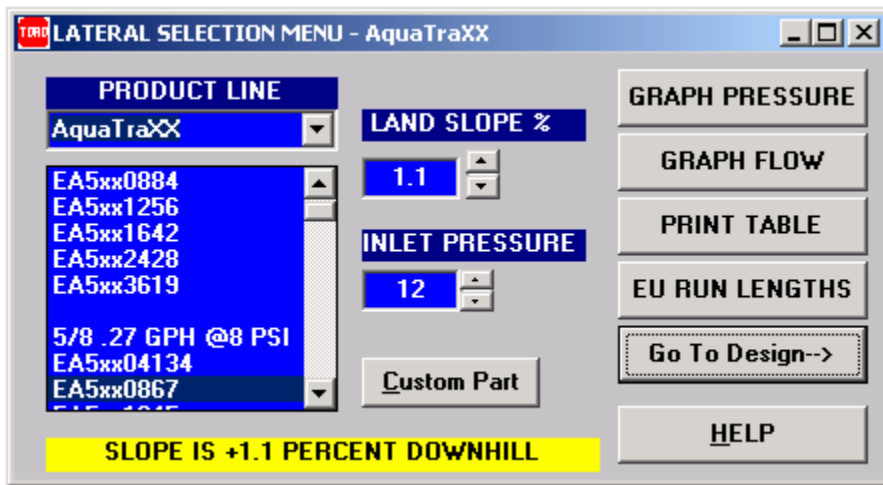 TORO LATERAL SELECTION MENU - AquaTraXX
PRODUCT LINE
AquaTraXX
EA5xx0884
EA5xx1256
EA5xx1642
EA5xx2428
EA5xx3619
5/8 .27 GPH @8 PSI
EA5xx04134
EA5xx0867
LAND SLOPE %
1.1
INLET PRESSURE
12
Custom Part
GRAPH PRESSURE
GRAPH FLOW
PRINT TABLE
EU RUN LENGTHS
Go To Design-->
HELP
SLOPE IS +1.1 PERCENT DOWNHILL